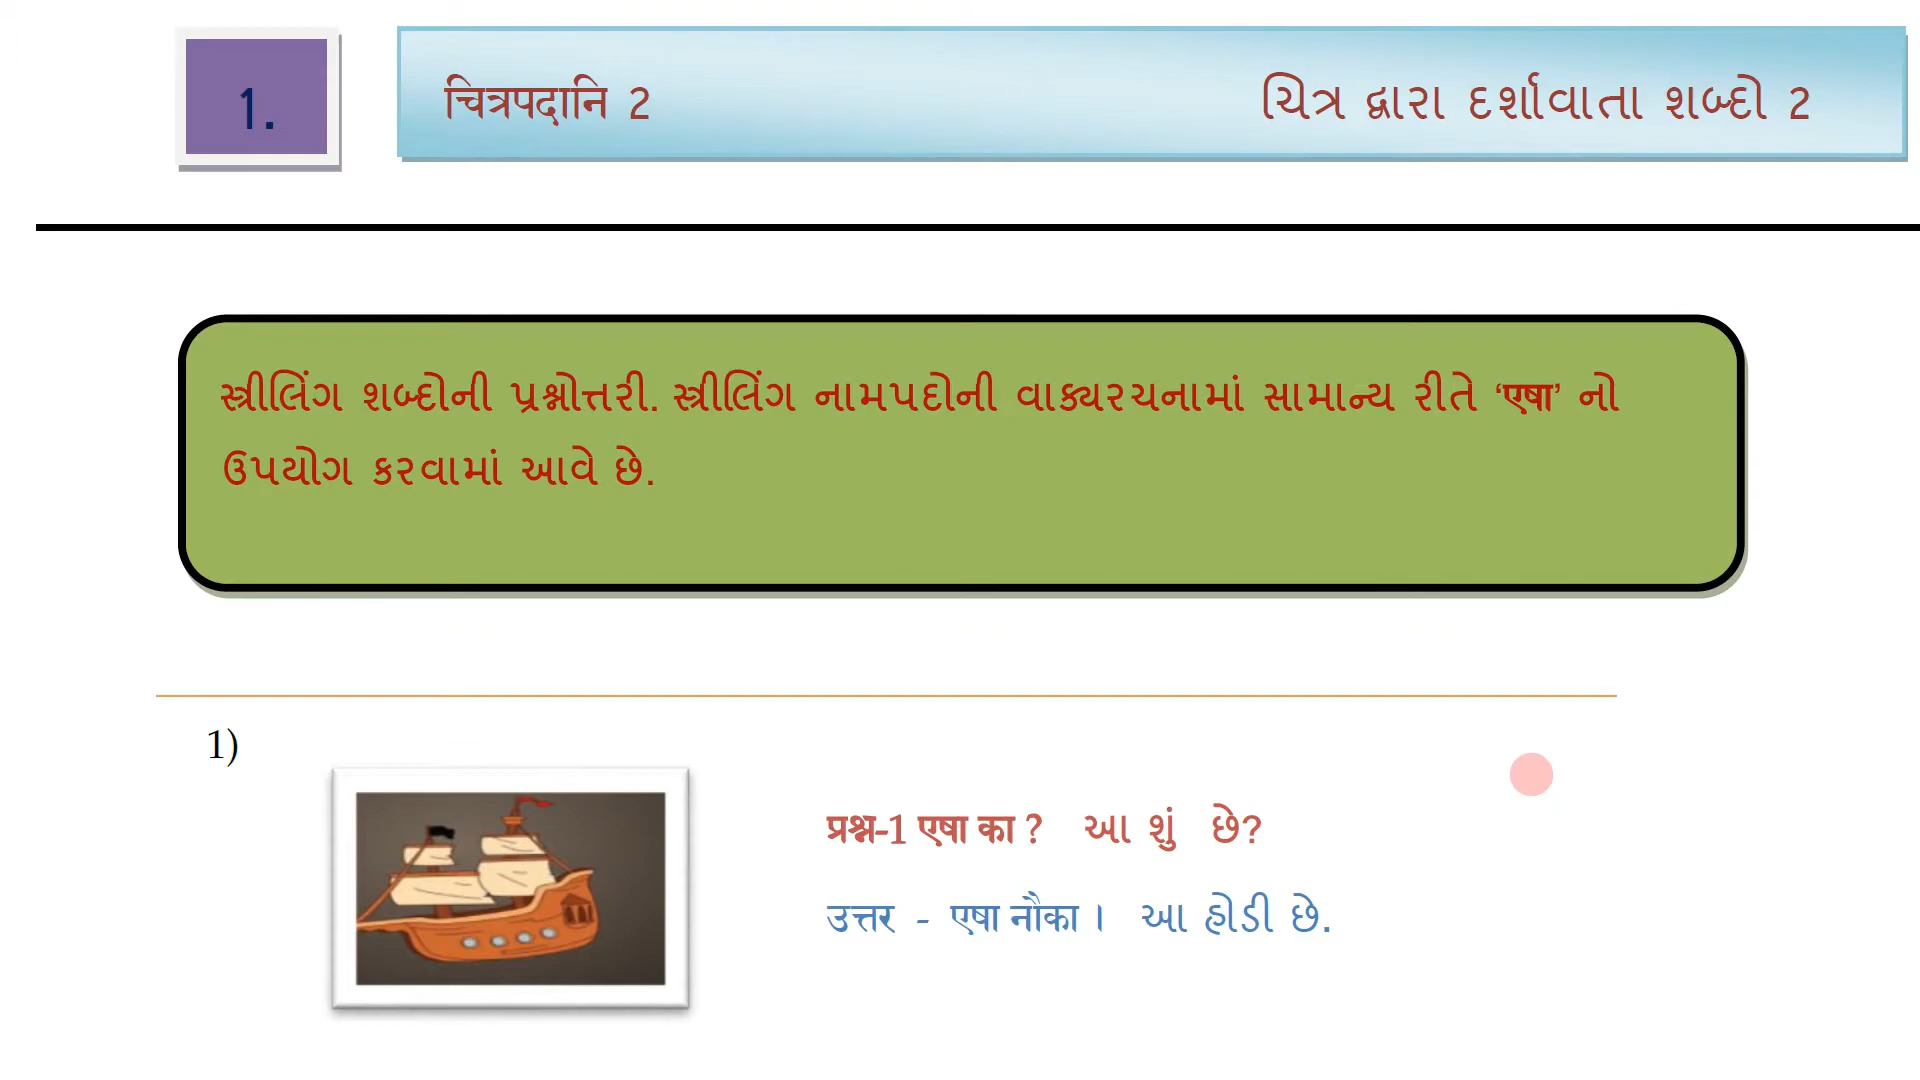 1.
चित्रपदानि 2 ચિત્ર દ્વારા દર્શાવાતા શબ્દો 2
સ્ત્રીલિંગ શબ્દોની પ્રશ્નોત્તરી. સ્ત્રીલિંગ નામપદોની વાક્યરચનામાં સામાન્ય રીતે ‘एषा’ નો
ઉપયોગ કરવામાં આવે છે.
1)
प्रश्न-1 एषा का ? આ શું છે?
उत्तर - एषा नौका । આ હોડી છે.